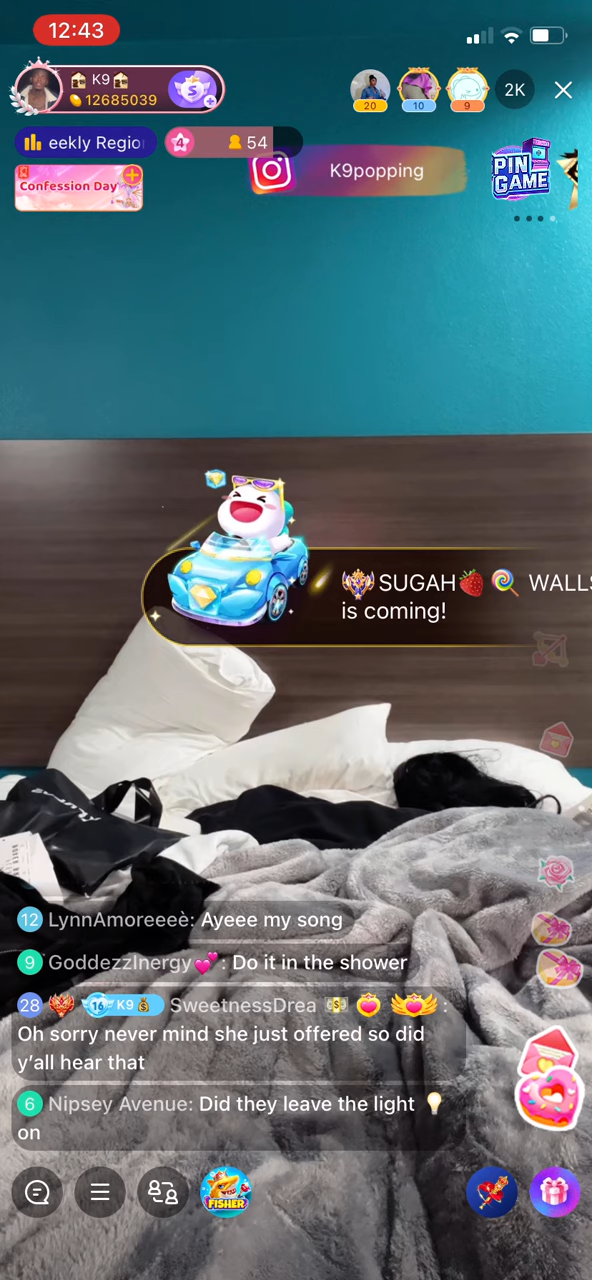 12:43
K9
12685039
S
20
10
9
2K
eekly Regio
4
54
Confession Day
K9popping
PIN
GAME
SUGAH🍓🍭 WALLS
is coming!
12 LynnAmoreeeè: Ayeee my song
9 GoddezzInergy💕: Do it in the shower
28 16 K9💰 SweetnessDrea 💵 :
Oh sorry never mind she just offered so did
y'all hear that
6 Nipsey Avenue: Did they leave the light 💡
on
FISHER